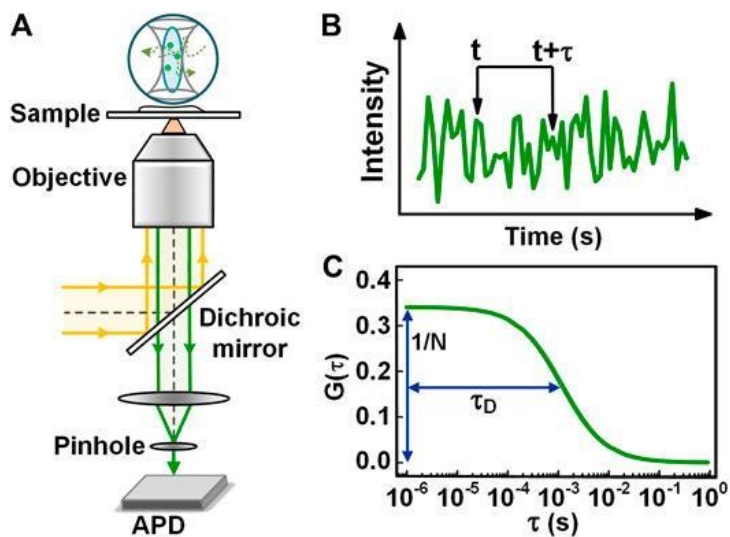 A
Sample
Objective
Dichroic
mirror
Pinhole
APD
B
t
t+τ
Intensity
Time (s)
C
0.4
0.3
0.2
0.1
0.0
G(τ)
1/N
τD
10⁻⁶ 10⁻⁵ 10⁻⁴ 10⁻³ 10⁻² 10⁻¹ 10⁰
τ (s)